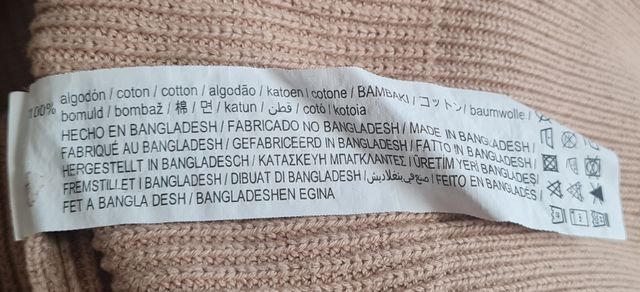 100% algodón / coton / cotton / algodão / katoen / cotone / BAMBAKI / コットン / baumwolle /
bomuld / bombaž / 棉 / 면 / katun / قطن / cotó / kotoia
HECHO EN BANGLADESH / FABRICADO NO BANGLADESH / MADE IN BANGLADESH /
FABRIQUÉ AU BANGLADESH / GEFABRICEERD IN BANGLADESH / FATTO IN BANGLADESH /
HERGESTELLT IN BANGLADESCH / ΚΑΤΑΣΚΕΥΗ ΜΠΑΓΚΛΑΝΤΕΣ / ÜRETİM YERİ BANGLADEŞ /
FREMSTILLET I BANGLADESH / DIBUAT DI BANGLADESH / صنع في بنغلاديش / FEITO EN BANGLADÉS /
FET A BANGLA DESH / BANGLADESHEN EGINA